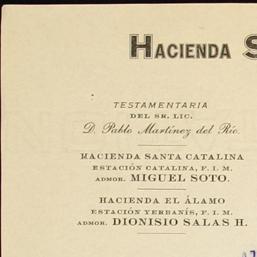 HACIENDA S
TESTAMENTARIA
DEL SR. LIC.
D. Pablo Martínez del Río.
HACIENDA SANTA CATALINA
ESTACIÓN CATALINA, F. I. M.
ADMOR. MIGUEL SOTO.
HACIENDA EL ÁLAMO
ESTACIÓN YERBANÍS, F. I. M.
ADMOR. DIONISIO SALAS H.